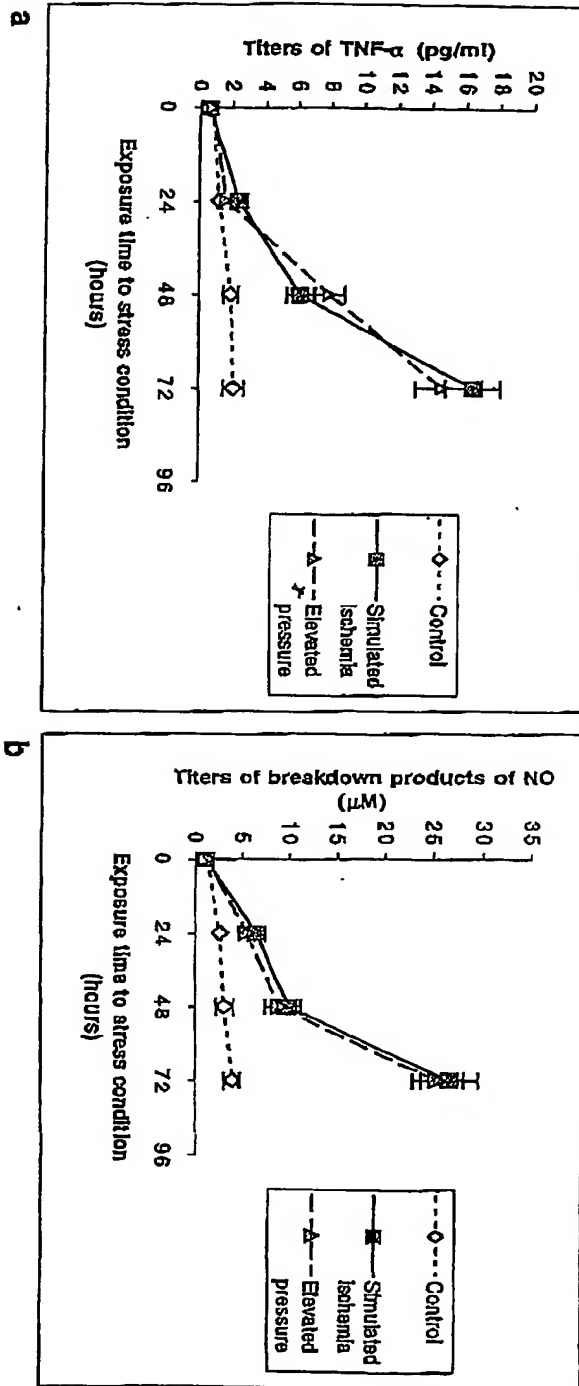 a
Titers of TNF-α (pg/ml)
20
18
16
14
12
10
8
6
4
2
0
0
24
48
72
96
Exposure time to stress condition
(hours)
Control
Simulated
Ischemia
Elevated
pressure
b
Titers of breakdown products of NO
(μM)
35
30
25
20
15
10
5
0
0
24
48
72
96
Exposure time to stress condition
(hours)
Control
Simulated
ischemia
Elevated
pressure